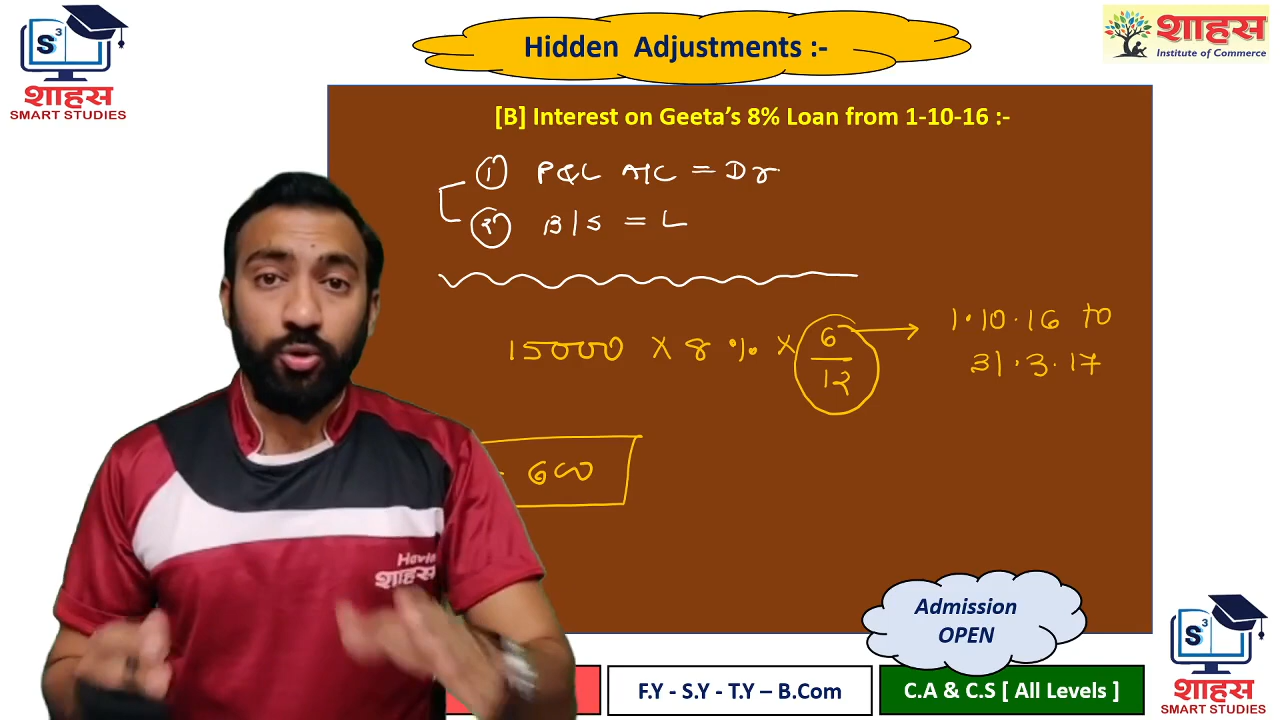 S³
शाहस
SMART STUDIES
Hidden Adjustments :-
शाहस
Institute of Commerce
[B] Interest on Geeta’s 8% Loan from 1-10-16 :-
① P&L A/C = Dr
② B/S = L
15000 × 8 % × 6/12
1.10.16 to
31.3.17
600
शाहस
Admission
OPEN
F.Y - S.Y - T.Y – B.Com
C.A & C.S [ All Levels ]
S³
शाहस
SMART STUDIES